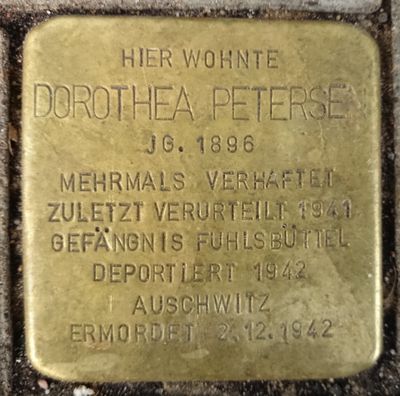 HIER WOHNTE
DOROTHEA PETERSEN
JG. 1896
MEHRMALS VERHAFTET
ZULETZT VERURTEILT 1941
GEFÄNGNIS FUHLSBÜTTEL
DEPORTIERT 1942
AUSCHWITZ
ERMORDET 2.12.1942